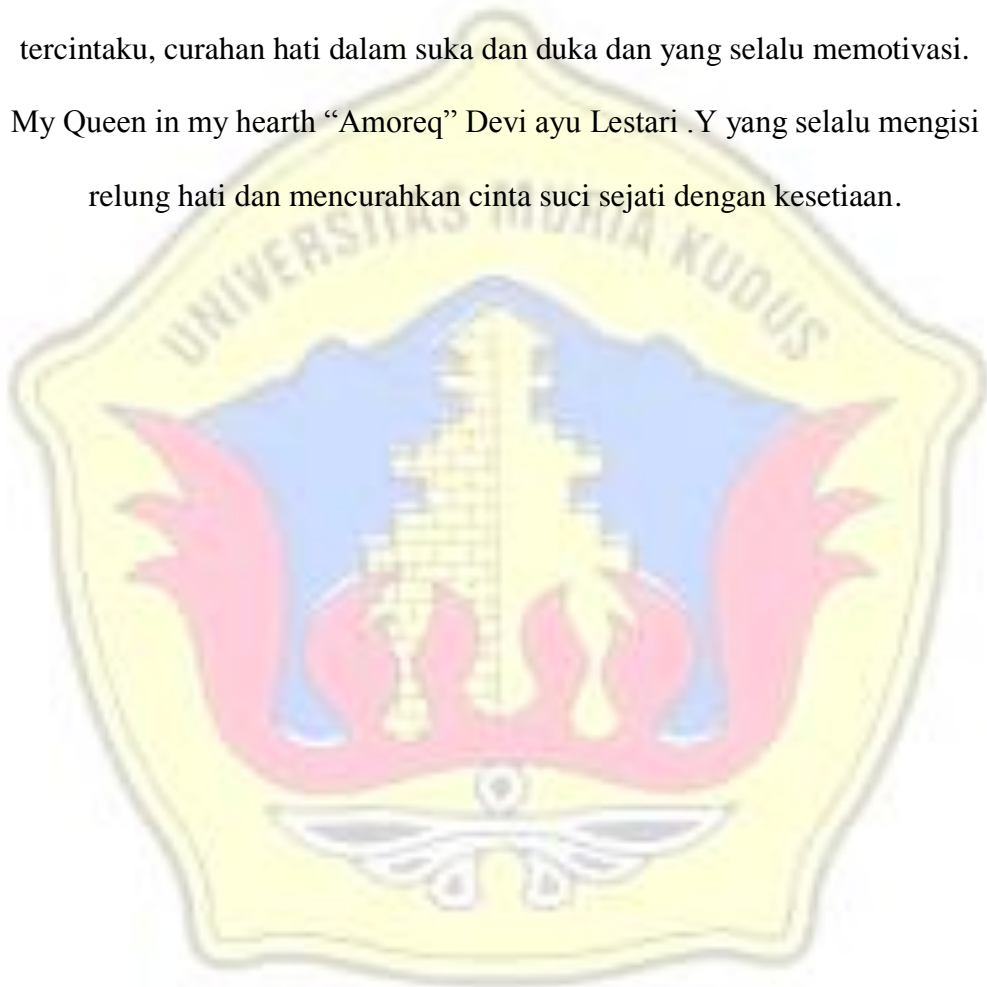 tercintaku, curahan hati dalam suka dan duka dan yang selalu memotivasi.
My Queen in my hearth “Amoreq” Devi ayu Lestari .Y yang selalu mengisi
relung hati dan mencurahkan cinta suci sejati dengan kesetiaan.
UNIVERSITAS MURIA KUDUS